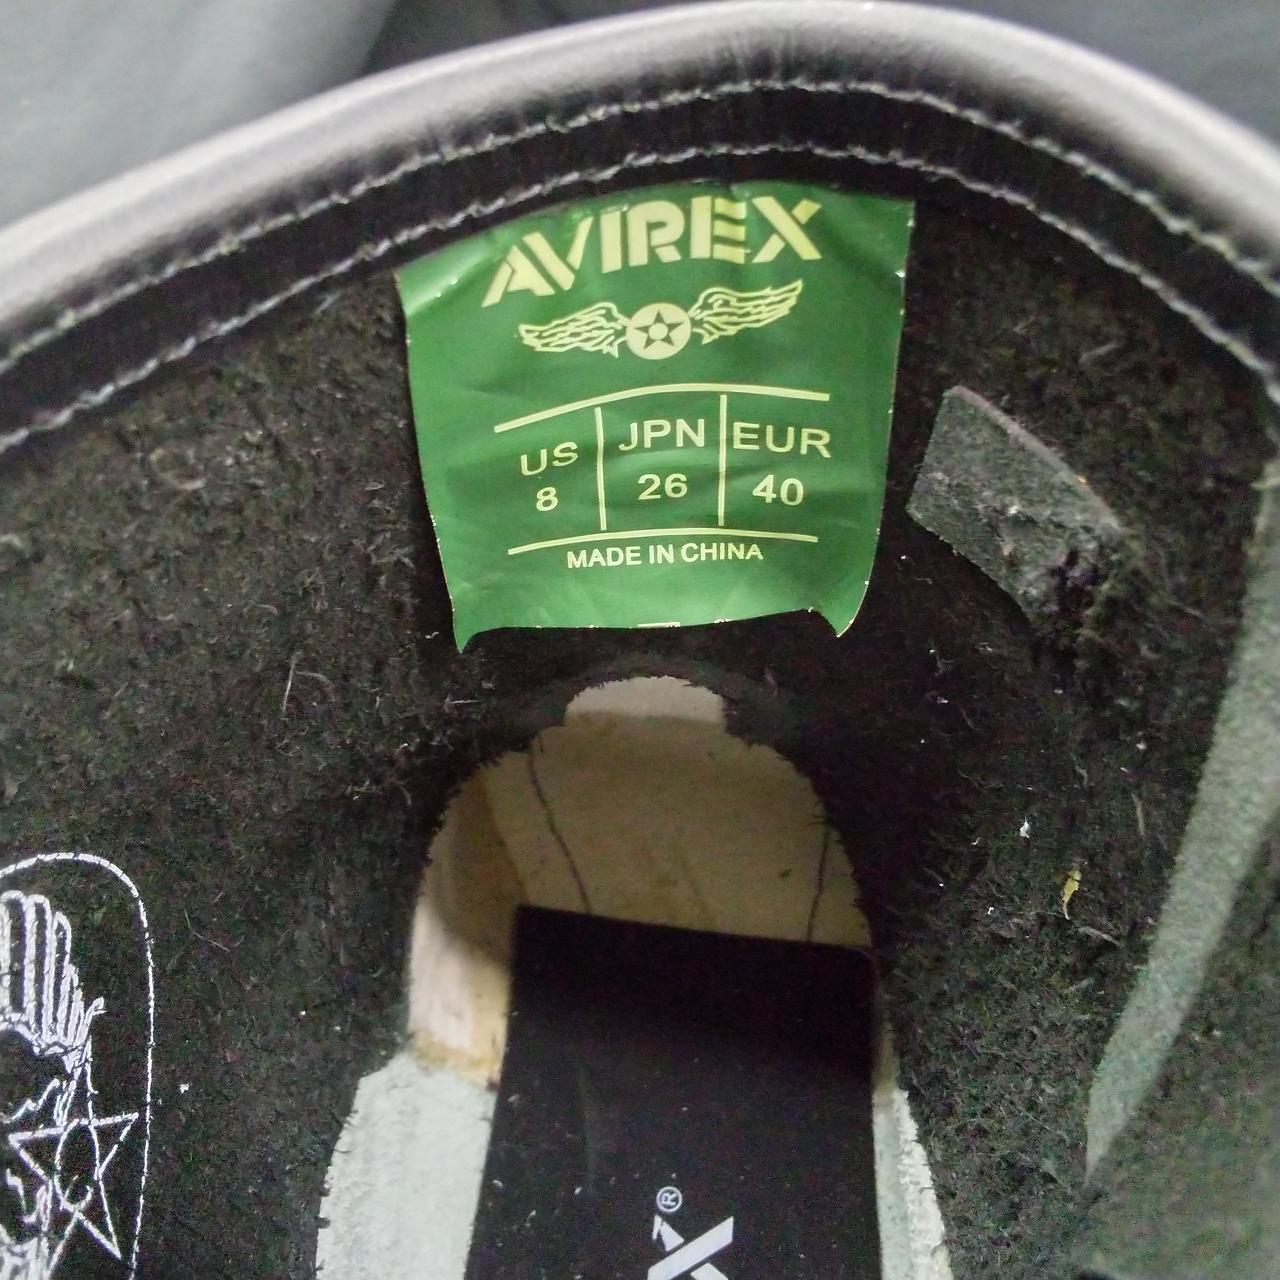 AVIREX
US JPN EUR
8 26 40
MADE IN CHINA
X®